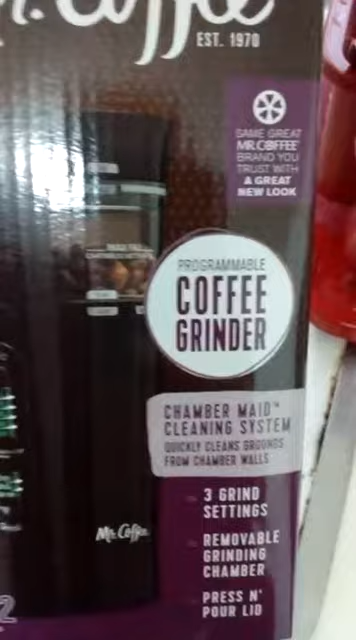 Mr. Coffee
EST. 1970
SAME GREAT
MR. COFFEE®
BRAND YOU
TRUST WITH
A GREAT
NEW LOOK
PROGRAMMABLE
COFFEE
GRINDER
CHAMBER MAID™
CLEANING SYSTEM
QUICKLY CLEANS GROUNDS
FROM CHAMBER WALLS
3 GRIND
SETTINGS
REMOVABLE
GRINDING
CHAMBER
PRESS N'
POUR LID
Mr. Coffee
2